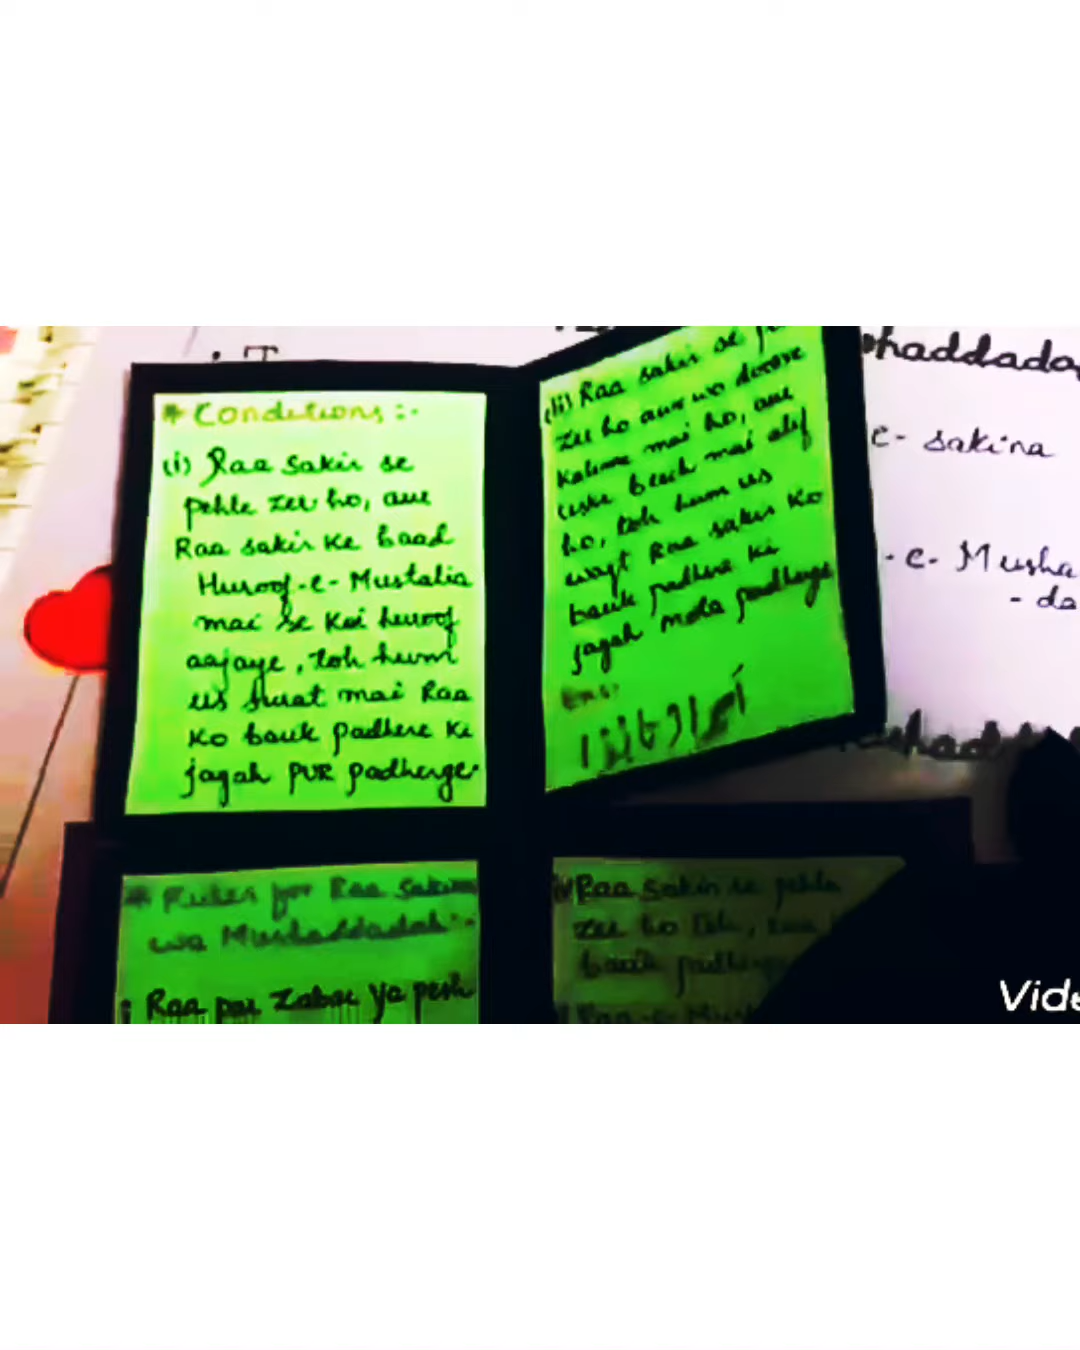 # Conditions :-
(i) Raa Sakin se
pehle zer ho, aur
Raa sakin ke baad
Huroof-e-Mustalia
mai se koi huroof
aajaye, toh hum
us surat mai Raa
ko barik padhene ki
jagah PUR padhenge.
(ii) Raa sakin se
zer ho aur wo doosre
kalime mai ho, aur
uske beech mai alif
ho, toh hum us
waqt Raa sakin ko
barik padhne ki
jagah mota padhenge
# Rules for Raa Sakin
wa Mushaddadah :-
Raa par Zabar ya pesh
Raa sakin se pehle
zer ho toh,
barik padhenge
haddada
e- sakina
-e- Musha
- da
Vide